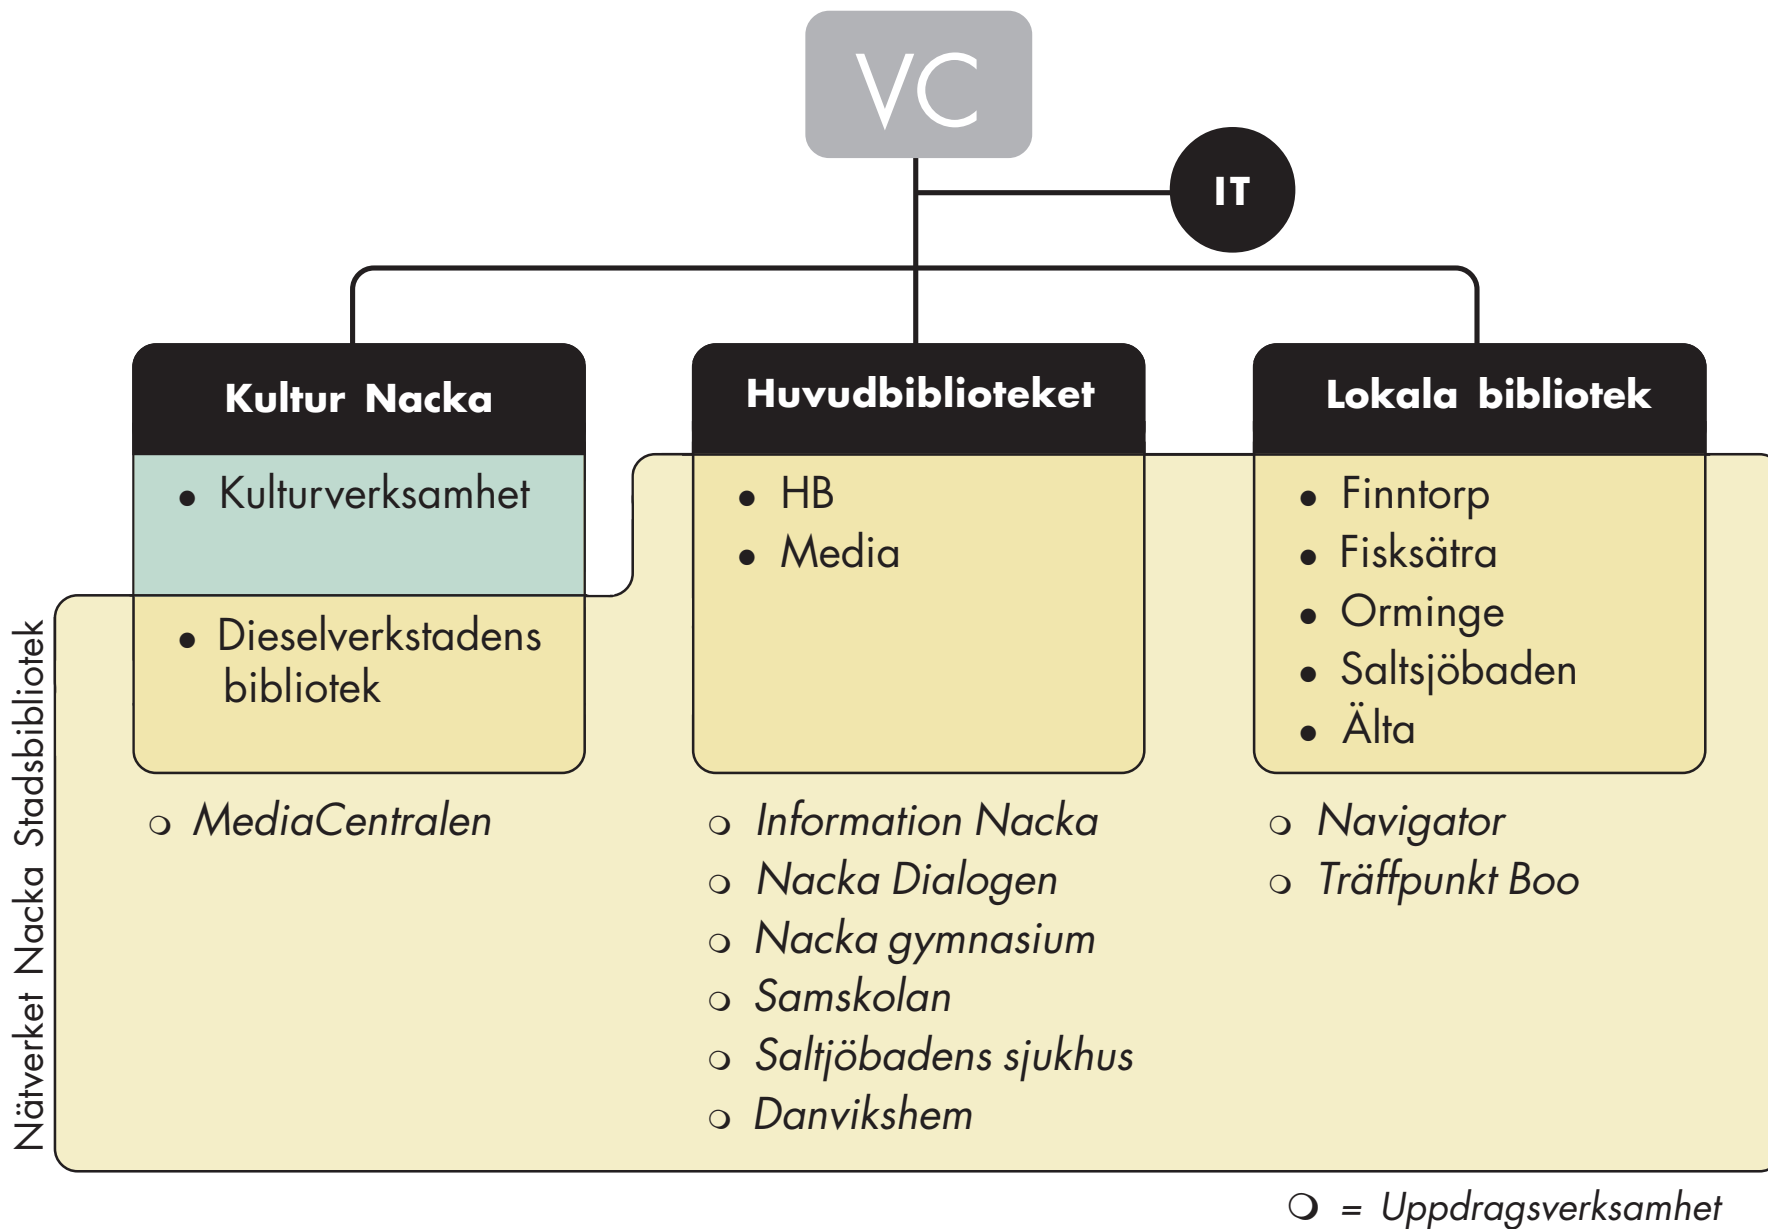 VC
IT
Kultur Nacka
• Kulturverksamhet
• Dieselverkstadens
bibliotek
○ MediaCentralen
Huvudbiblioteket
• HB
• Media
○ Information Nacka
○ Nacka Dialogen
○ Nacka gymnasium
○ Samskolan
○ Saltjöbadens sjukhus
○ Danvikshem
Lokala bibliotek
• Finntorp
• Fisksätra
• Orminge
• Saltsjöbaden
• Älta
○ Navigator
○ Träffpunkt Boo
Nätverket Nacka Stadsbibliotek
○ = Uppdragsverksamhet